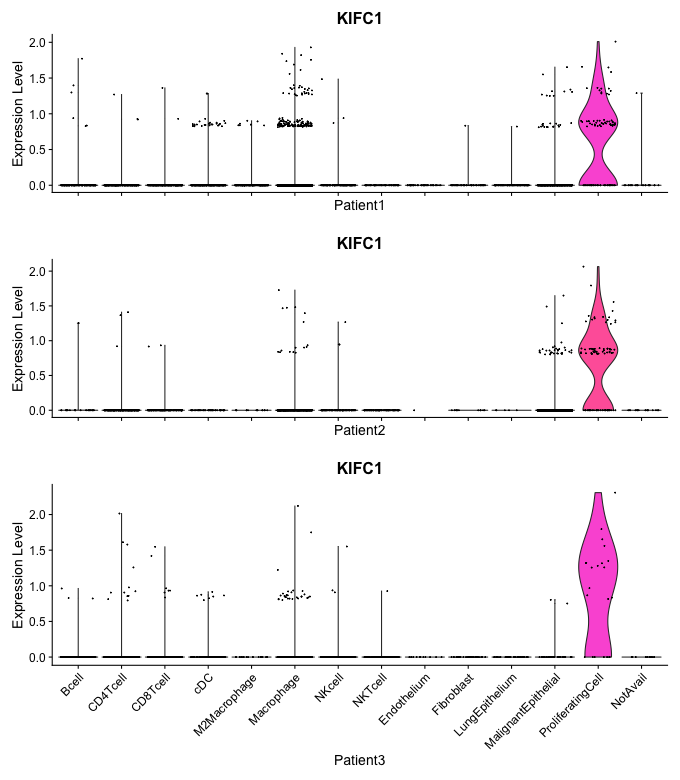 KIFC1
Expression Level
2.0
1.5
1.0
0.5
0.0
Patient1
KIFC1
Expression Level
2.0
1.5
1.0
0.5
0.0
Patient2
KIFC1
Expression Level
2.0
1.5
1.0
0.5
0.0
Bcell
CD4Tcell
CD8Tcell
cDC
M2Macrophage
Macrophage
NKcell
NKTcell
Endothelium
Fibroblast
LungEpithelium
MalignantEpithelial
ProliferatingCell
NotAvail
Patient3